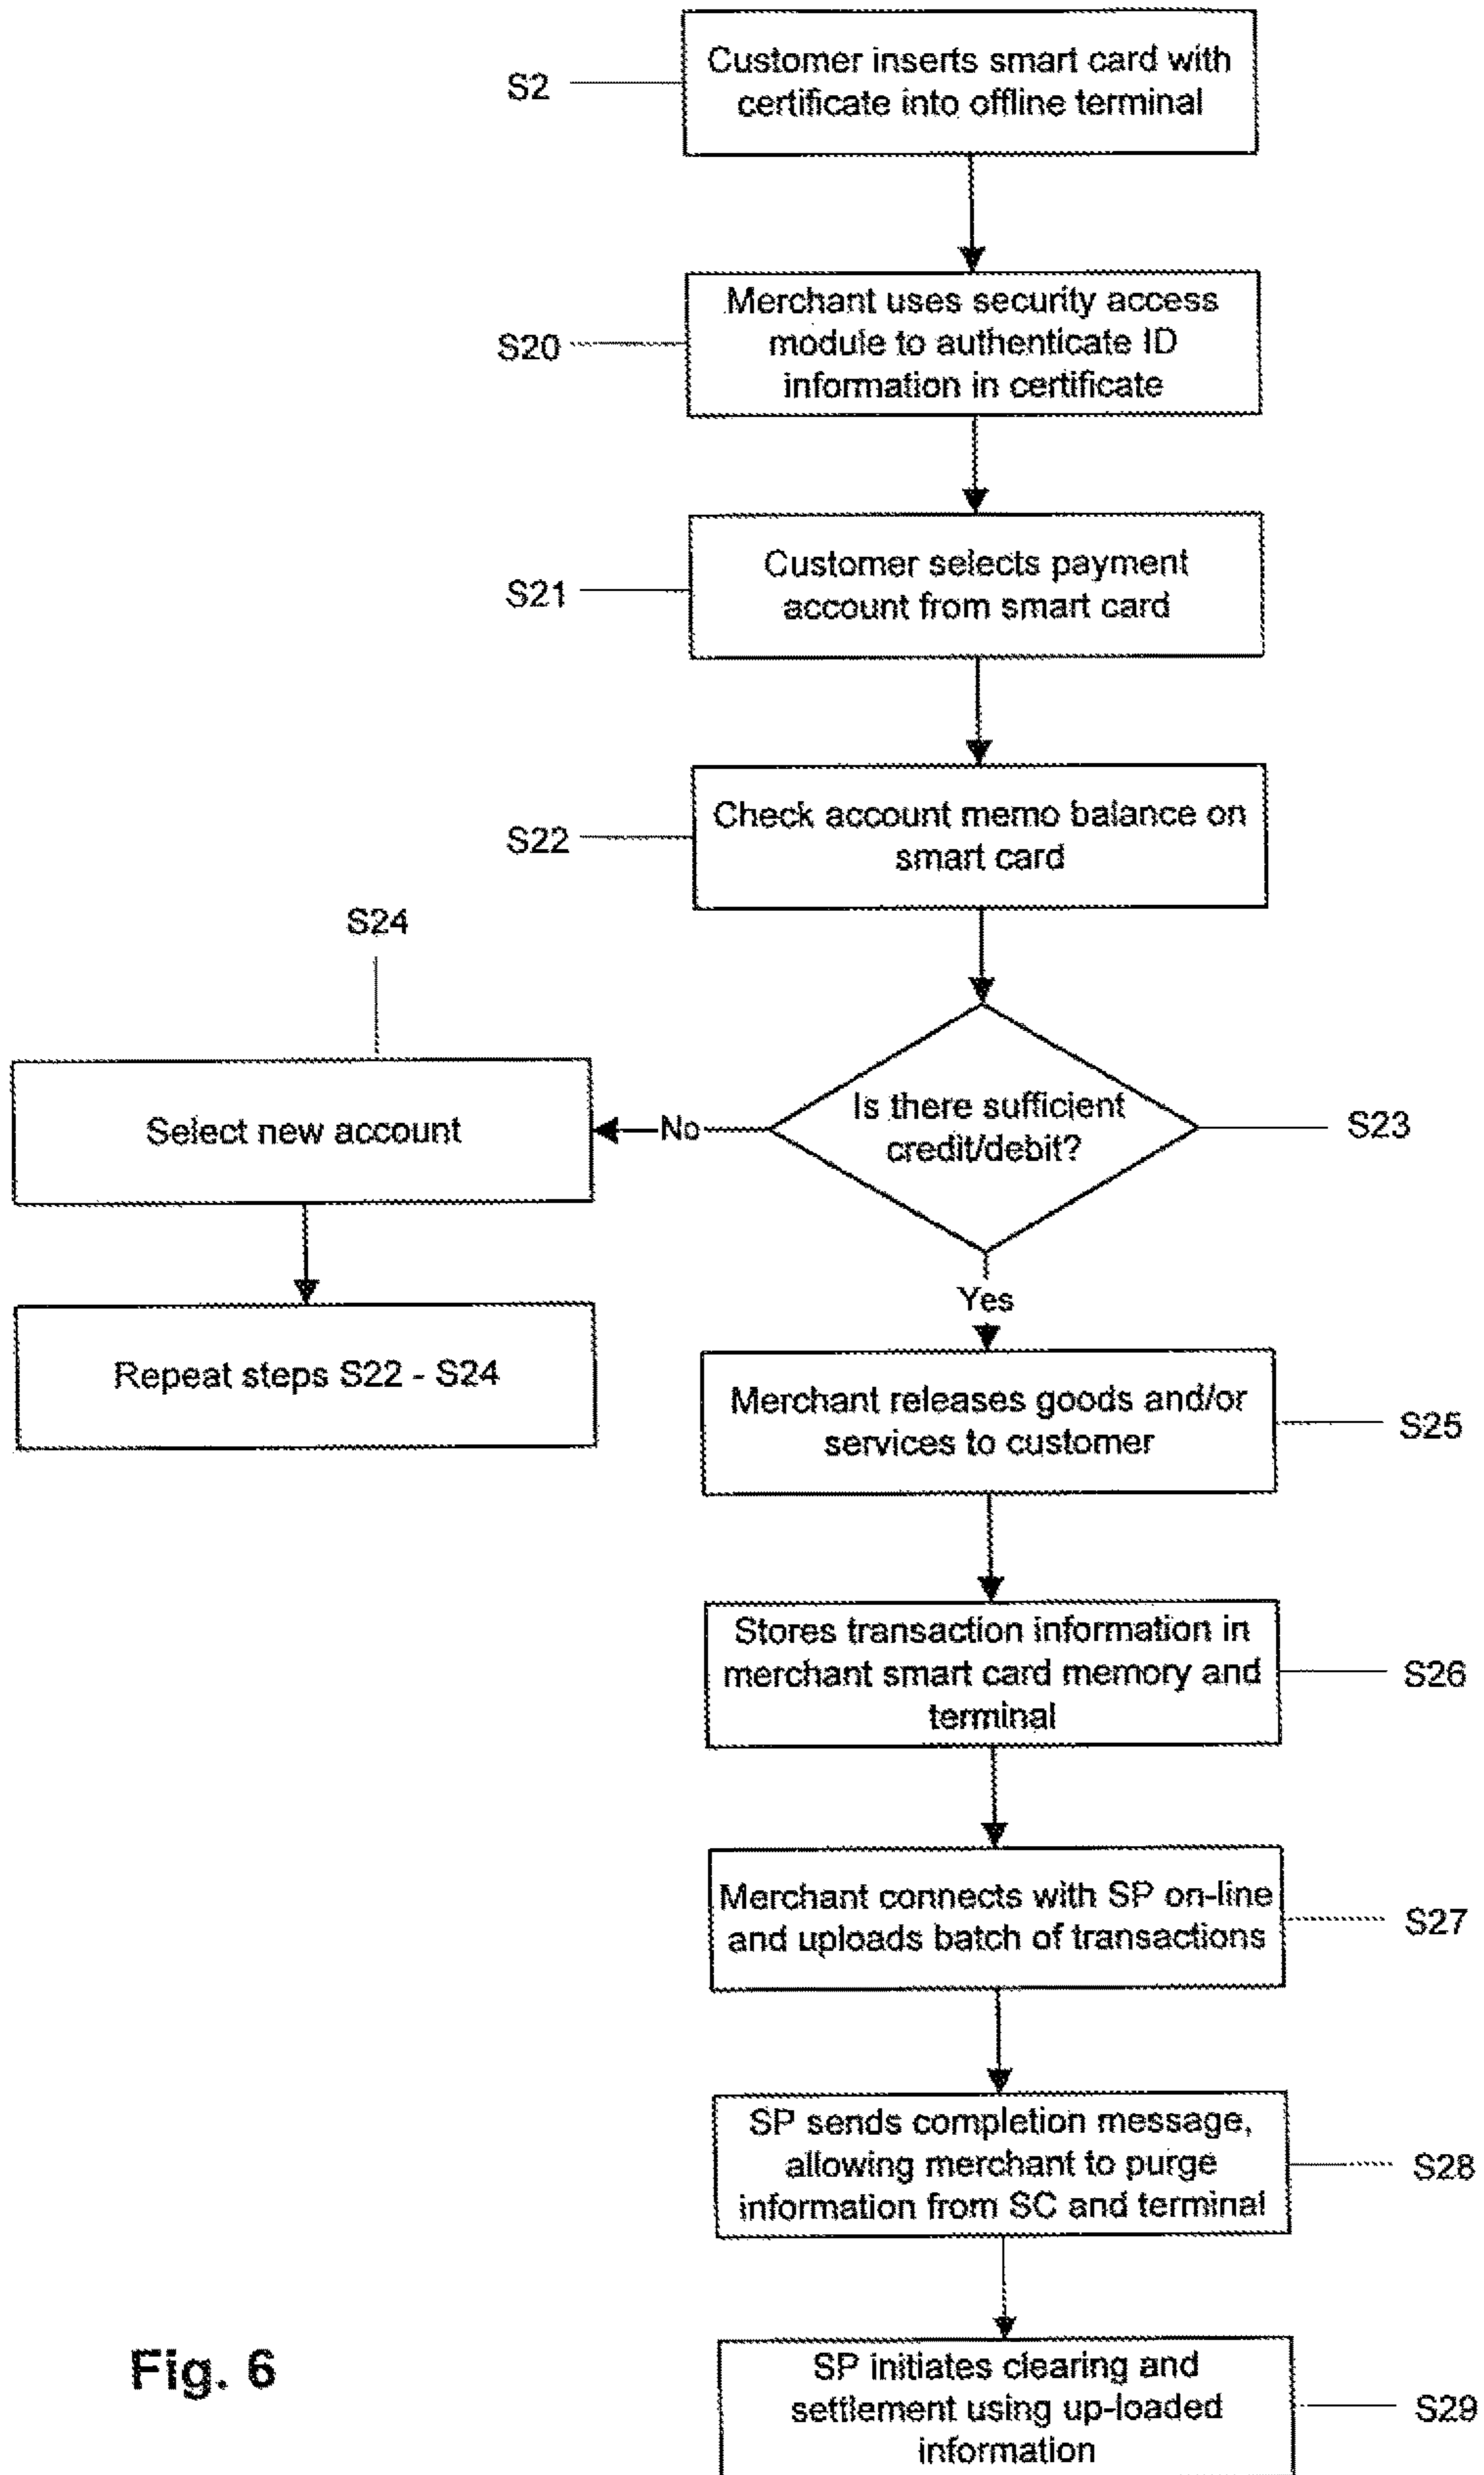 S2
Customer inserts smart card with
certificate into offline terminal
S20
Merchant uses security access
module to authenticate ID
information in certificate
S21
Customer selects payment
account from smart card
S22
Check account memo balance on
smart card
S24
Select new account
No
Is there sufficient
credit/debit?
S23
Repeat steps S22 - S24
Yes
Merchant releases goods and/or
services to customer
S25
Stores transaction information in
merchant smart card memory and
terminal
S26
Merchant connects with SP on-line
and uploads batch of transactions
S27
SP sends completion message,
allowing merchant to purge
information from SC and terminal
S28
SP initiates clearing and
settlement using up-loaded
information
S29
Fig. 6